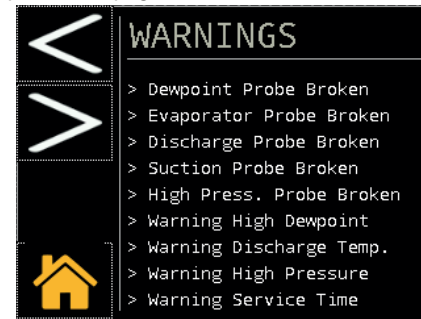 WARNINGS
> Dewpoint Probe Broken
> Evaporator Probe Broken
> Discharge Probe Broken
> Suction Probe Broken
> High Press. Probe Broken
> Warning High Dewpoint
> Warning Discharge Temp.
> Warning High Pressure
> Warning Service Time